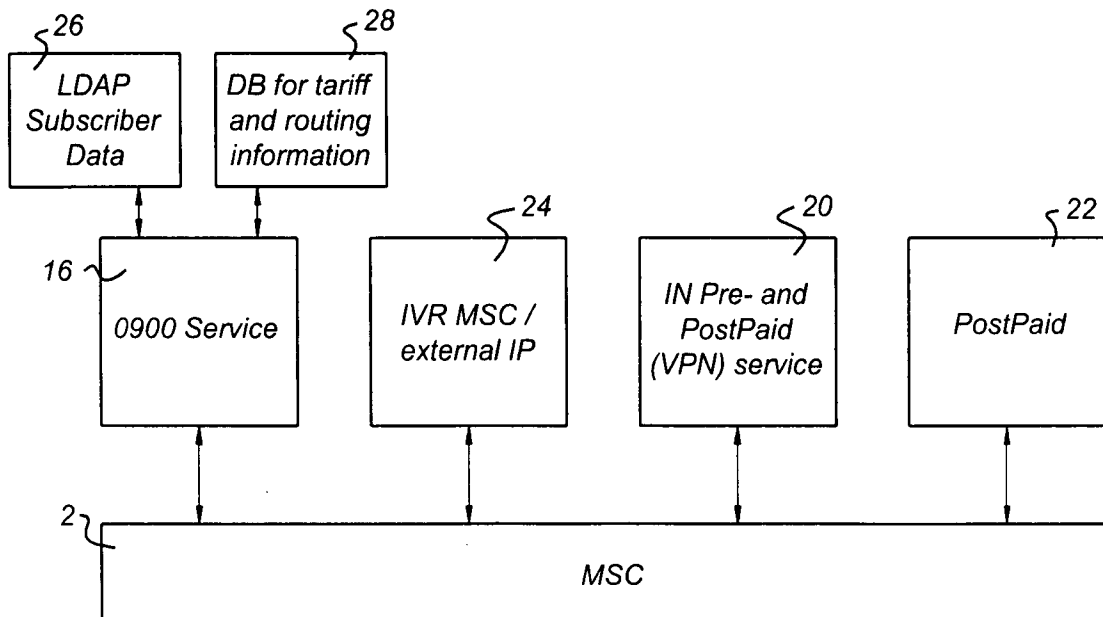 26
28
LDAP
Subscriber
Data
DB for tariff
and routing
information
24
20
22
16
0900 Service
IVR MSC /
external IP
IN Pre- and
PostPaid
(VPN) service
PostPaid
2
MSC